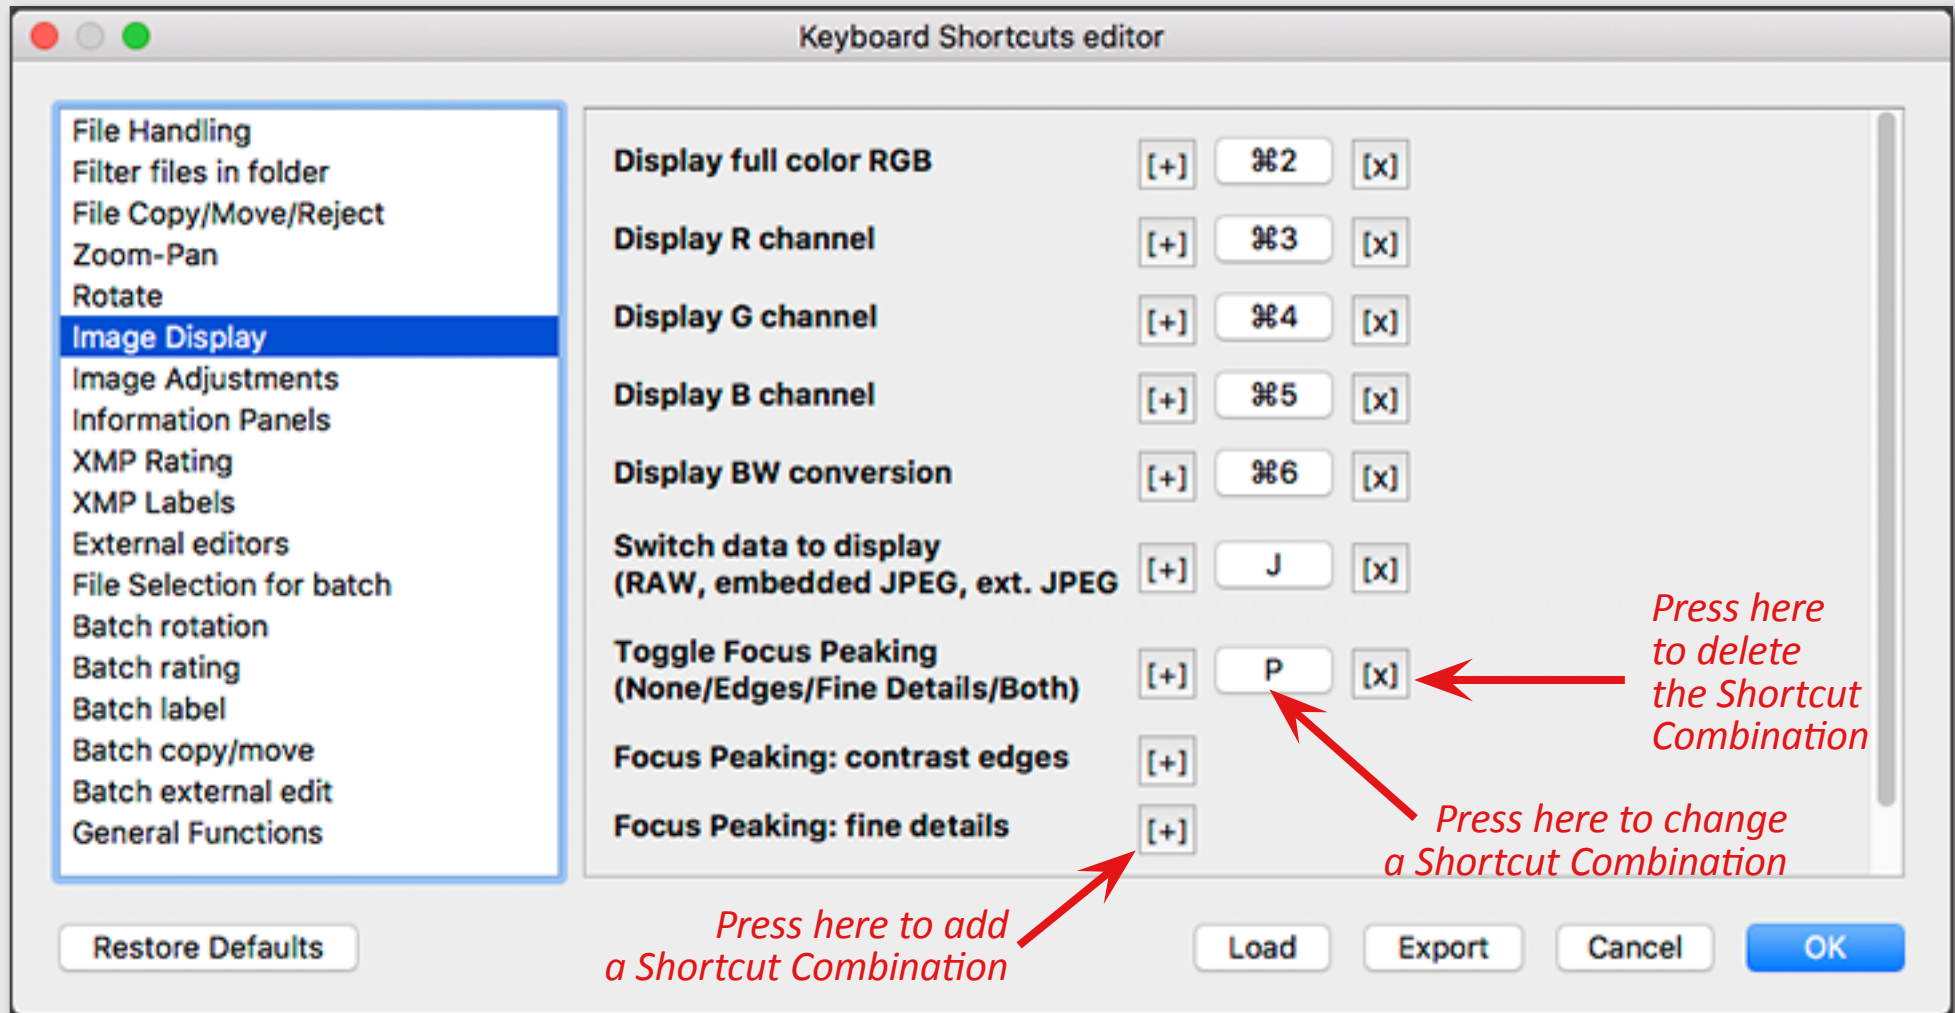 Keyboard Shortcuts editor
File Handling
Filter files in folder
File Copy/Move/Reject
Zoom-Pan
Rotate
Image Display
Image Adjustments
Information Panels
XMP Rating
XMP Labels
External editors
File Selection for batch
Batch rotation
Batch rating
Batch label
Batch copy/move
Batch external edit
General Functions
Display full color RGB [+] ⌘2 [x]
Display R channel [+] ⌘3 [x]
Display G channel [+] ⌘4 [x]
Display B channel [+] ⌘5 [x]
Display BW conversion [+] ⌘6 [x]
Switch data to display
(RAW, embedded JPEG, ext. JPEG [+] J [x]
Toggle Focus Peaking
(None/Edges/Fine Details/Both) [+] P [x]
Focus Peaking: contrast edges [+]
Focus Peaking: fine details [+]
Press here
to delete
the Shortcut
Combination
Press here to change
a Shortcut Combination
Press here to add
a Shortcut Combination
Restore Defaults
Load
Export
Cancel
OK